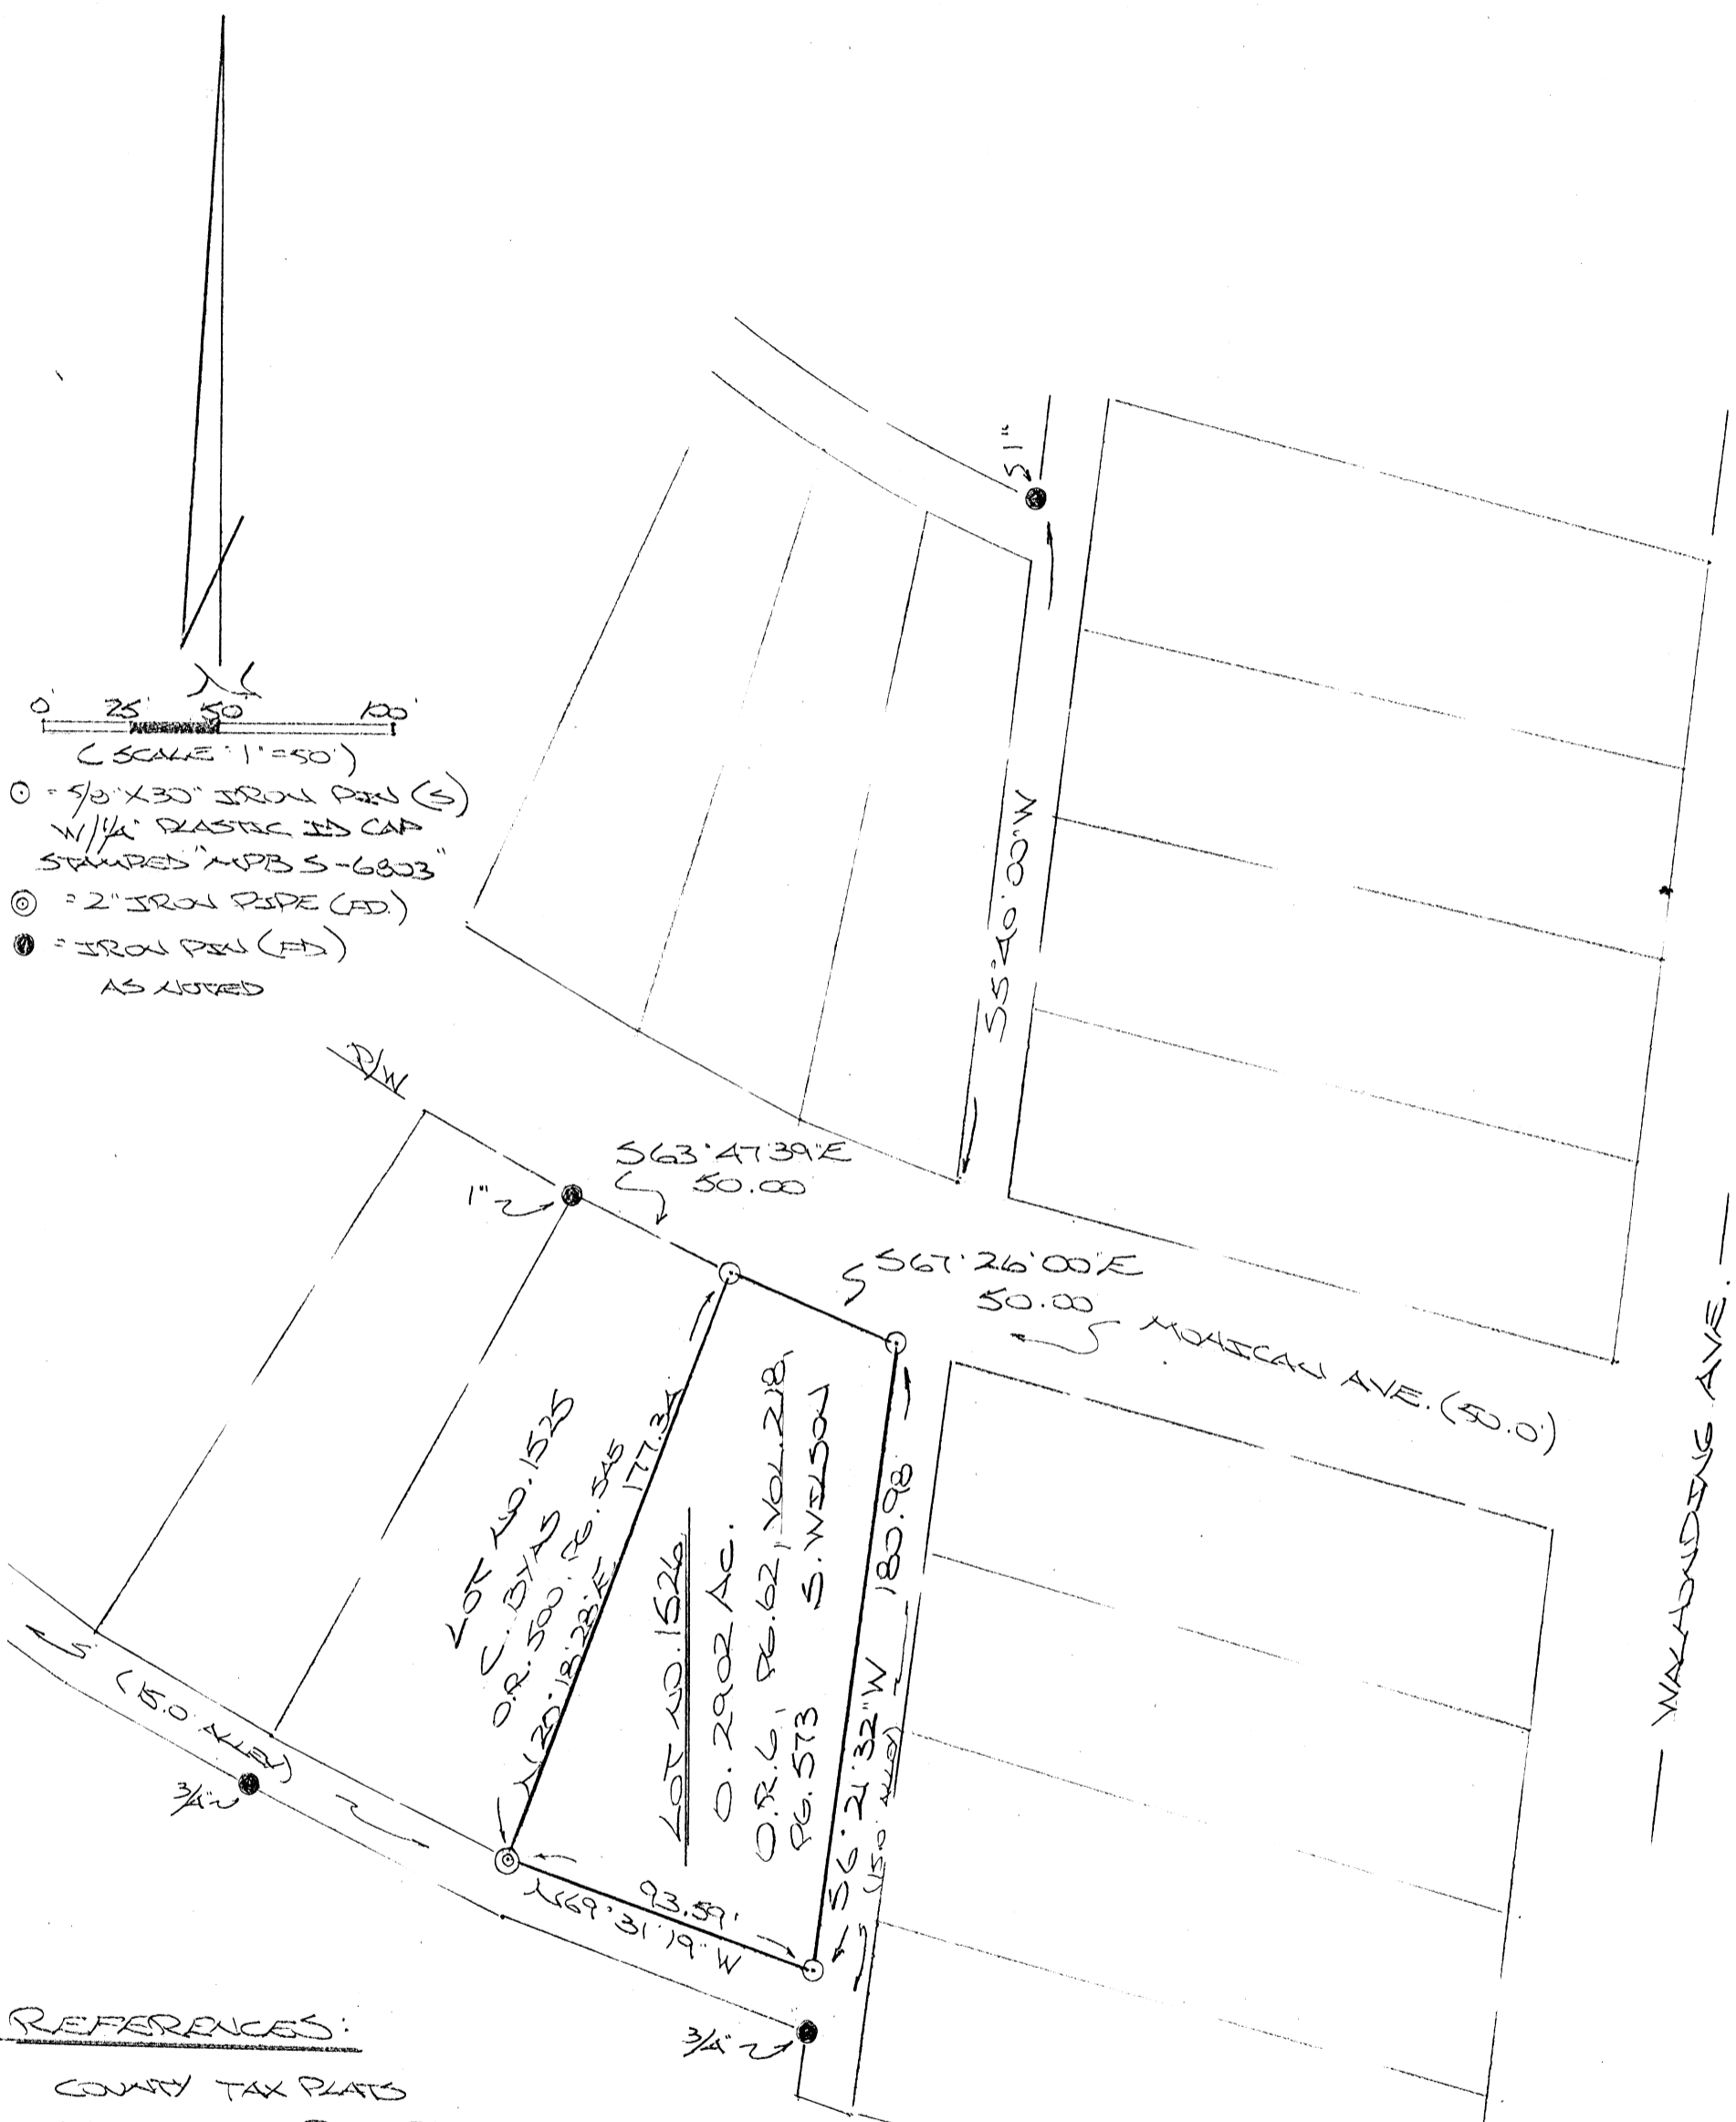 0' 25' 50' 100'
(SCALE: 1"=50')
= 5/8" X 30" IRON PIN (S)
W/1¼" PLASTIC ID CAP
STAMPED "MPB S-6803"
= 2" IRON PIPE (FD.)
= IRON PIN (FD)
AS NOTED
1"
S5°40'00"W
R/W
S63°47'39"E
50.00
1"
S67°26'00"E
50.00
MOHICAN AVE. (50.0')
WALHONDING AVE.
LOT NO. 1525
C. BYAS
O.R. 500, PG. 545
N20°18'28"E 177.34
LOT NO. 1526
0.2902 AC.
O.R. 6, PG. 62, VOL. 218,
PG. 573 S. WILSON
S6°21'32"W 180.98
(15.0' ALLEY)
(15.0' ALLEY)
3/4"
93.59'
N69°31'19"W
3/4"
REFERENCES:
COUNTY TAX PLATS